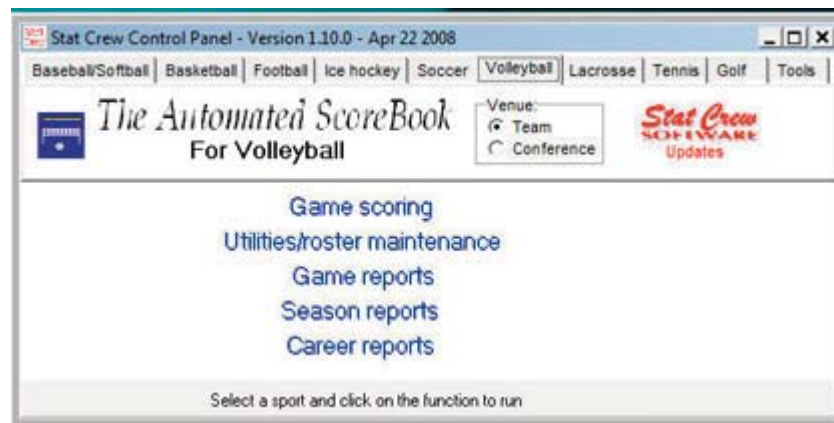 Stat Crew Control Panel - Version 1.10.0 - Apr 22 2008
Baseball/Softball Basketball Football Ice hockey Soccer Volleyball Lacrosse Tennis Golf Tools
The Automated ScoreBook
For Volleyball
Venue:
Team
Conference
Stat Crew
SOFTWARE
Updates
Game scoring
Utilities/roster maintenance
Game reports
Season reports
Career reports
Select a sport and click on the function to run